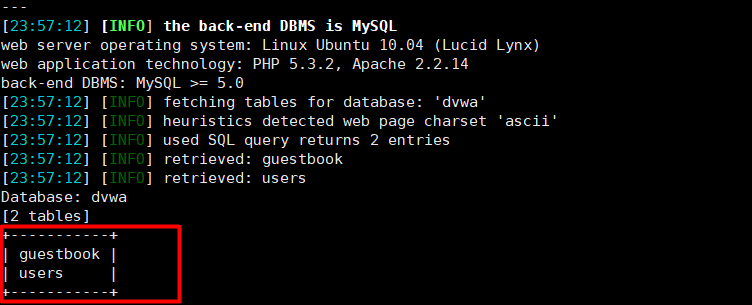 ---
[23:57:12] [INFO] the back-end DBMS is MySQL
web server operating system: Linux Ubuntu 10.04 (Lucid Lynx)
web application technology: PHP 5.3.2, Apache 2.2.14
back-end DBMS: MySQL >= 5.0
[23:57:12] [INFO] fetching tables for database: 'dvwa'
[23:57:12] [INFO] heuristics detected web page charset 'ascii'
[23:57:12] [INFO] used SQL query returns 2 entries
[23:57:12] [INFO] retrieved: guestbook
[23:57:12] [INFO] retrieved: users
Database: dvwa
[2 tables]
+-----------+
| guestbook |
| users     |
+-----------+